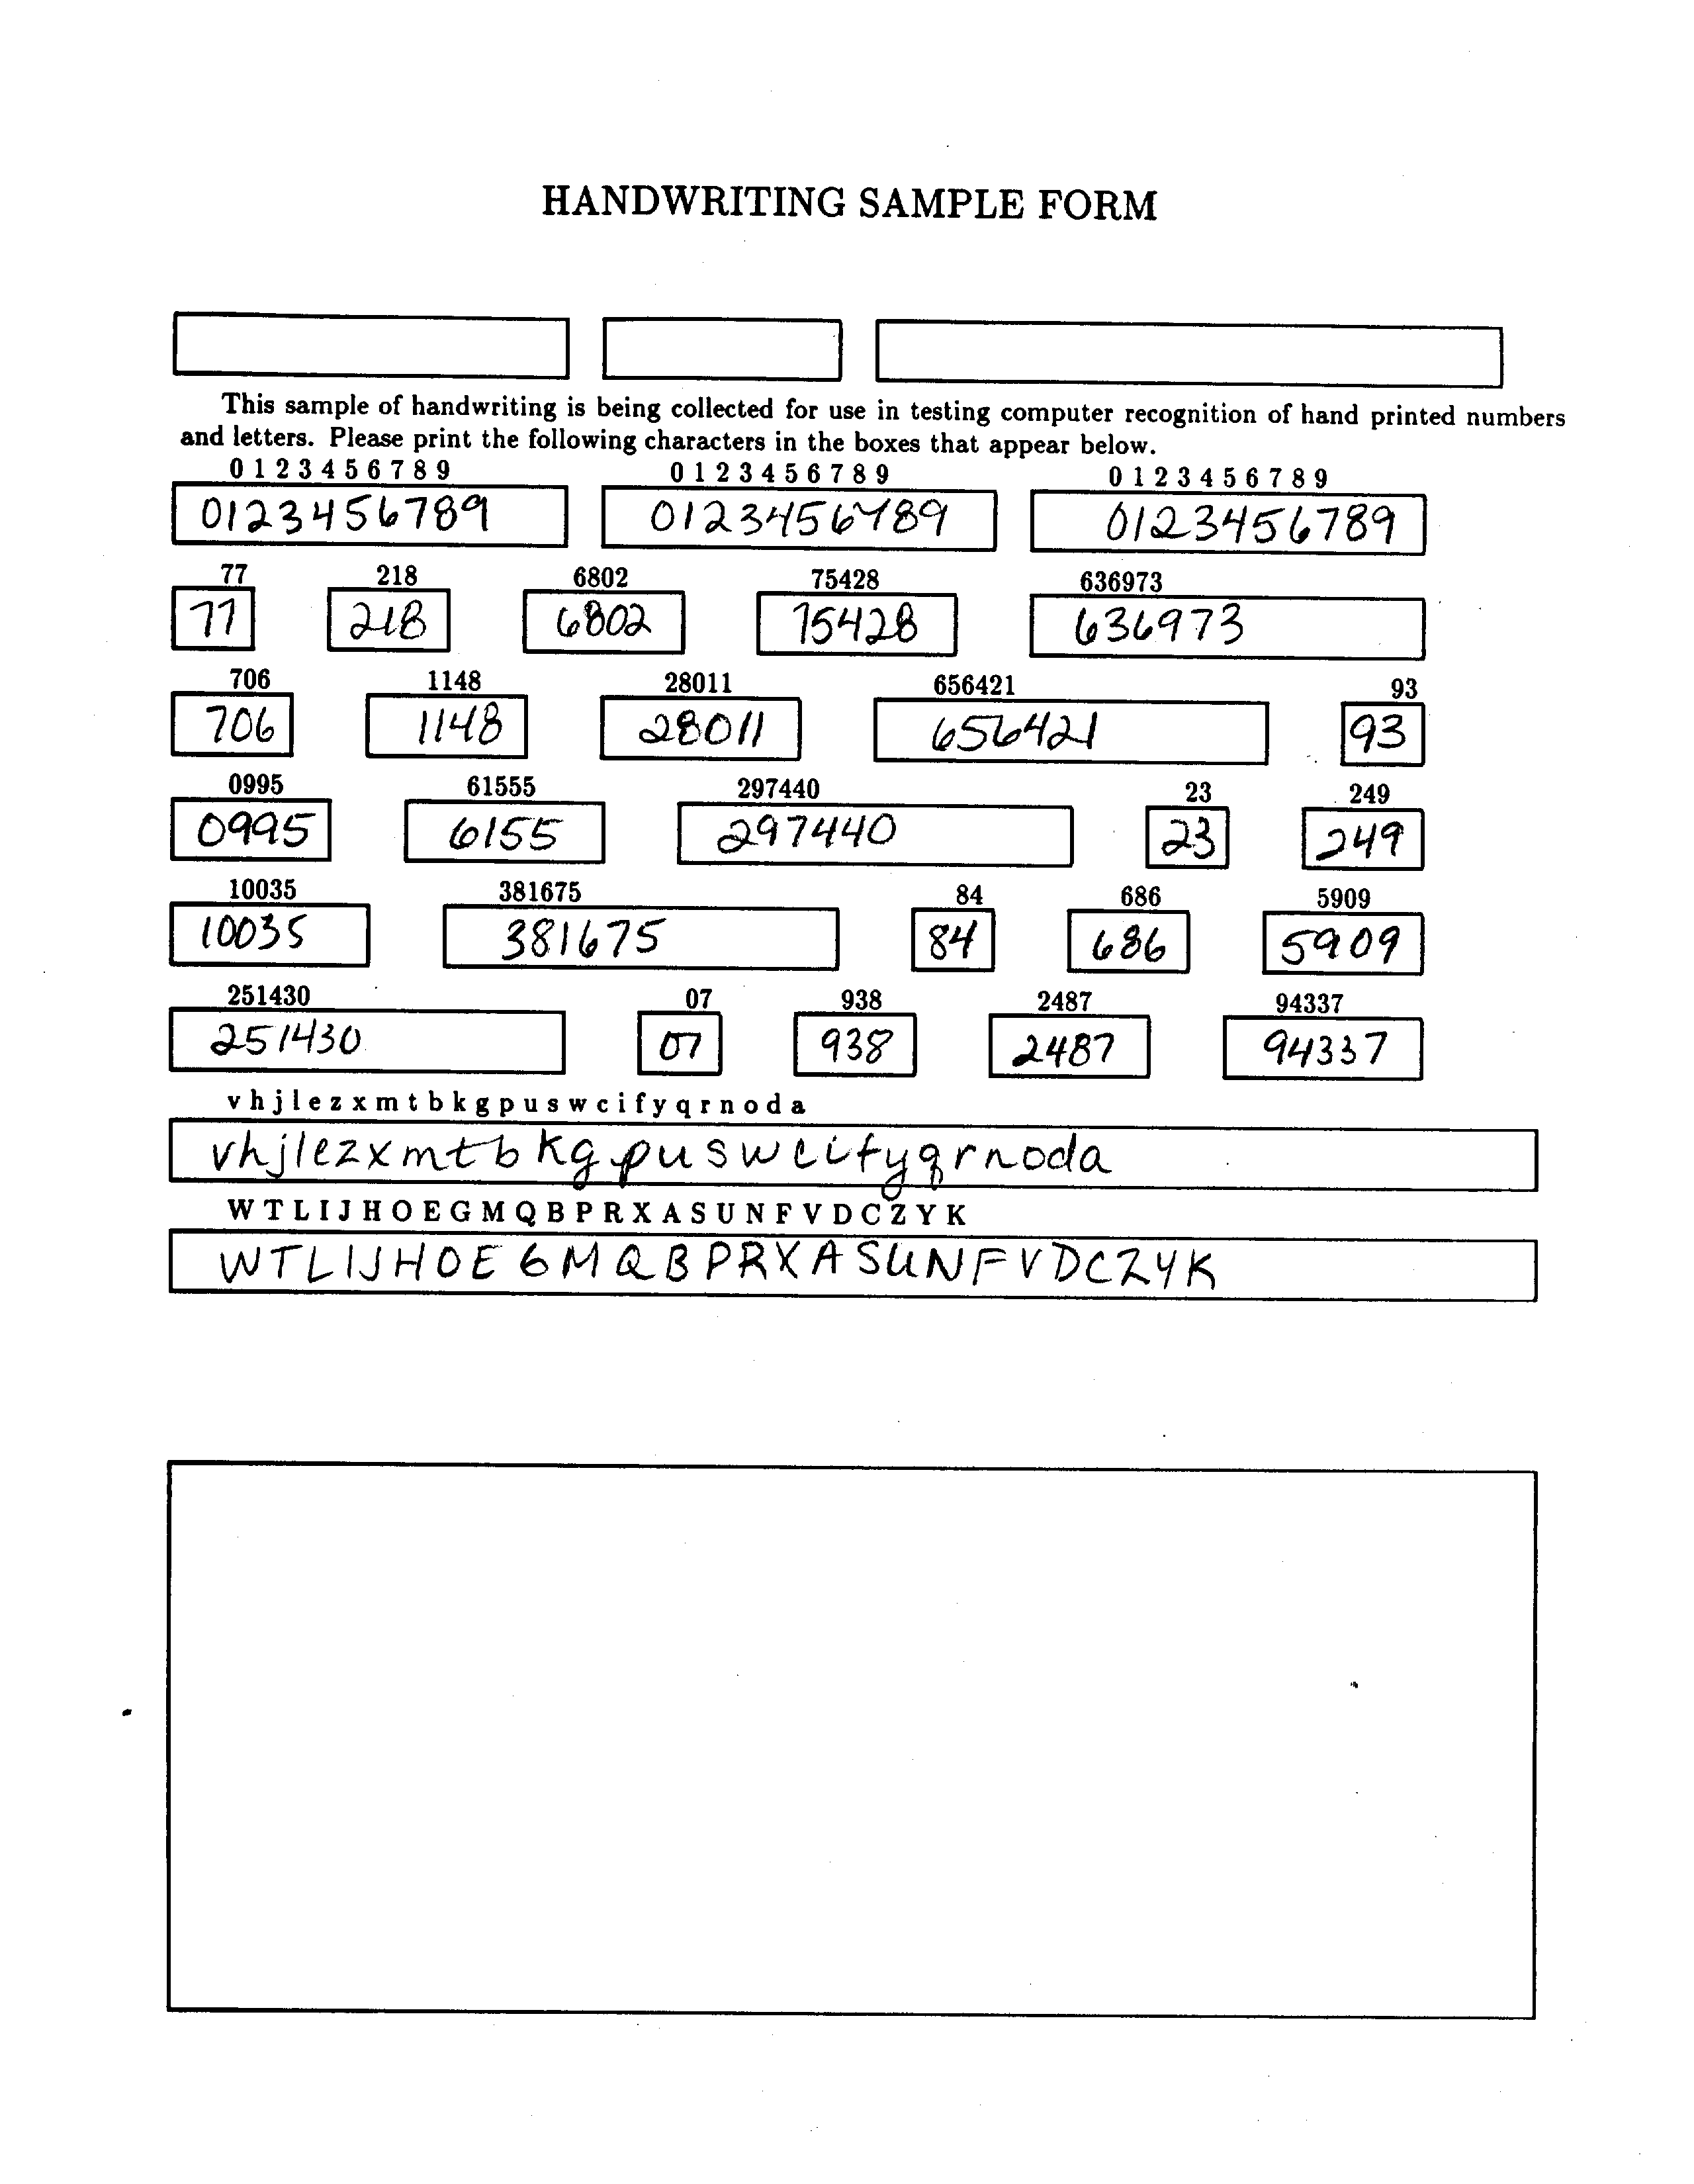 HANDWRITING SAMPLE FORM
This sample of handwriting is being collected for use in testing computer recognition of hand printed numbers
and letters. Please print the following characters in the boxes that appear below.
0 1 2 3 4 5 6 7 8 9 0 1 2 3 4 5 6 7 8 9 0 1 2 3 4 5 6 7 8 9
0123456789 0123456789 0123456789
77 218 6802 75428 636973
77 218 6802 75428 636973
706 1148 28011 656421 93
706 1148 28011 656421 93
0995 61555 297440 23 249
0995 6155 297440 23 249
10035 381675 84 686 5909
10035 381675 84 686 5909
251430 07 938 2487 94337
251430 07 938 2487 94337
v h j l e z x m t b k g p u s w c i f y q r n o d a
vhjlezxmtbkgpuswcifyqrnoda
W T L I J H O E G M Q B P R X A S U N F V D C Z Y K
WTLIJHOEGMQBPRXASUNFVDCZYK